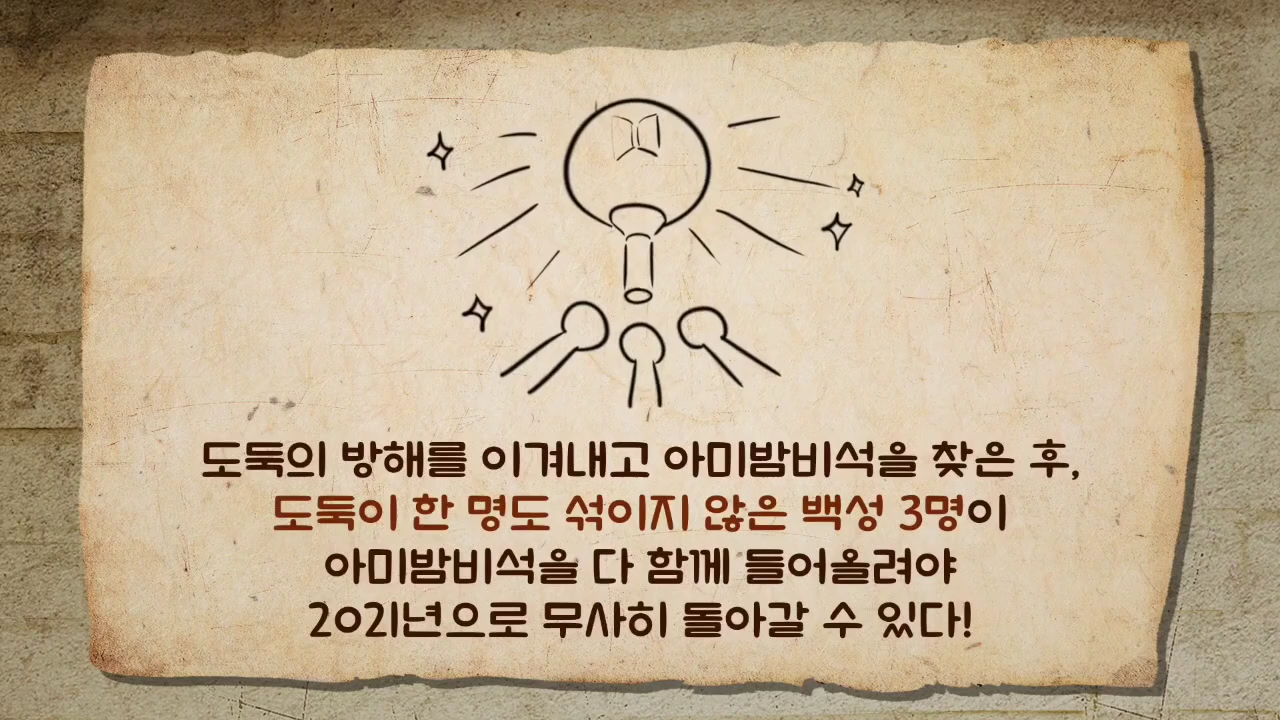 도둑의 방해를 이겨내고 아미밤비석을 찾은 후,
도둑이 한 명도 섞이지 않은 백성 3명이
아미밤비석을 다 함께 들어올려야
2021년으로 무사히 돌아갈 수 있다!